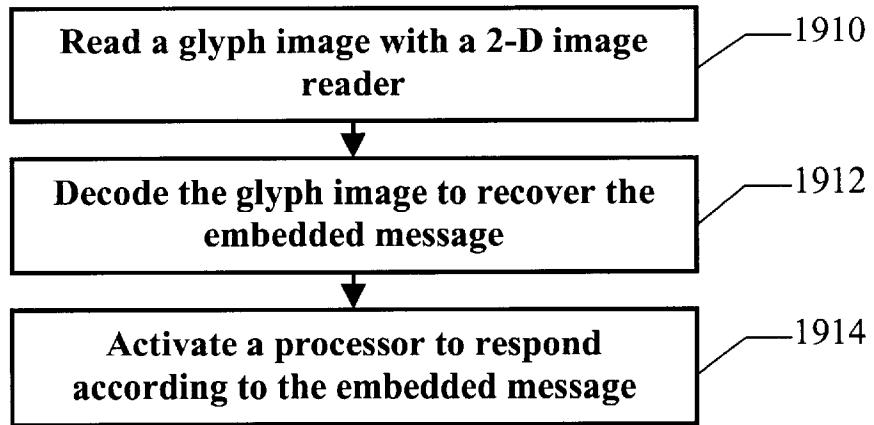 Read a glyph image with a 2-D image
reader
1910
Decode the glyph image to recover the
embedded message
1912
Activate a processor to respond
according to the embedded message
1914